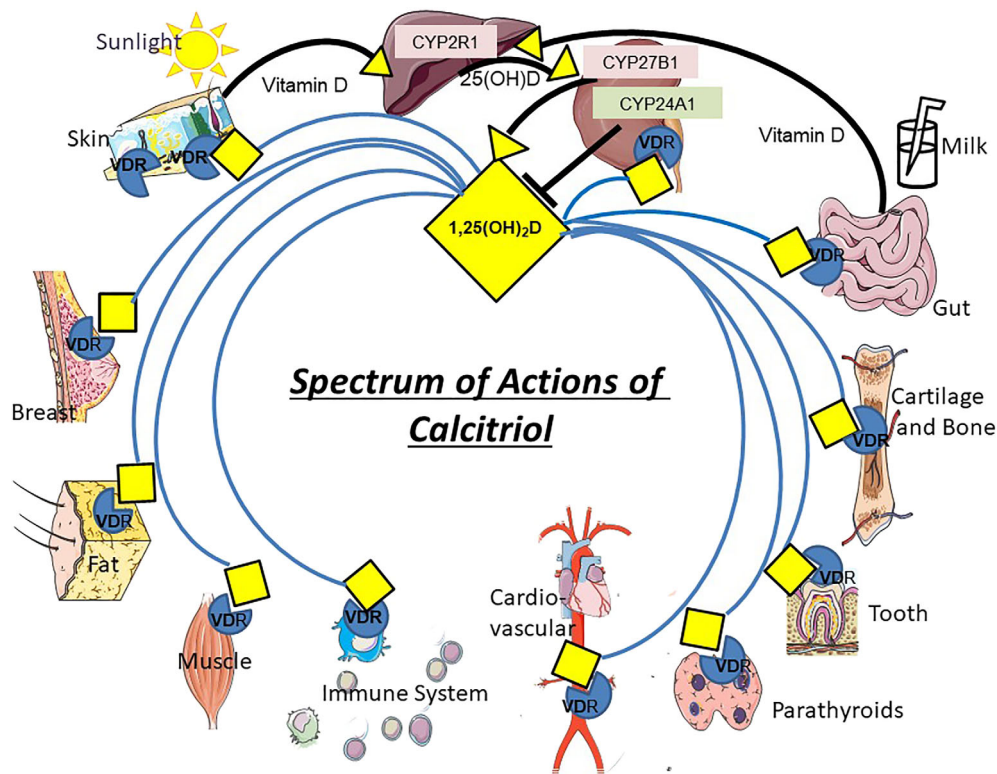 Sunlight
CYP2R1
CYP27B1
Vitamin D
25(OH)D
CYP24A1
Vitamin D
Milk
Skin
VDR
VDR
VDR
1,25(OH)₂D
VDR
Gut
VDR
Breast
Spectrum of Actions of
Calcitriol
Cartilage
and Bone
VDR
VDR
Fat
VDR
Tooth
Cardio-
vascular
VDR
VDR
Muscle
Immune System
VDR
Parathyroids
VDR